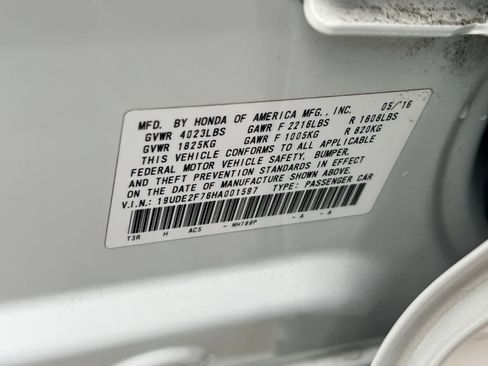 MFD. BY HONDA OF AMERICA MFG., INC. 05/'16
GVWR 4023LBS GAWR F 2216LBS R 1808LBS
GVWR 1825KG GAWR F 1005KG R 820KG
THIS VEHICLE CONFORMS TO ALL APPLICABLE
FEDERAL MOTOR VEHICLE SAFETY, BUMPER,
AND THEFT PREVENTION STANDARDS IN EFFECT
ON THE DATE OF MANUFACTURE SHOWN ABOVE.
V.I.N.: 19UDE2F76HA001597 TYPE: PASSENGER CAR
T3R H AC5 - NH788P - A - A